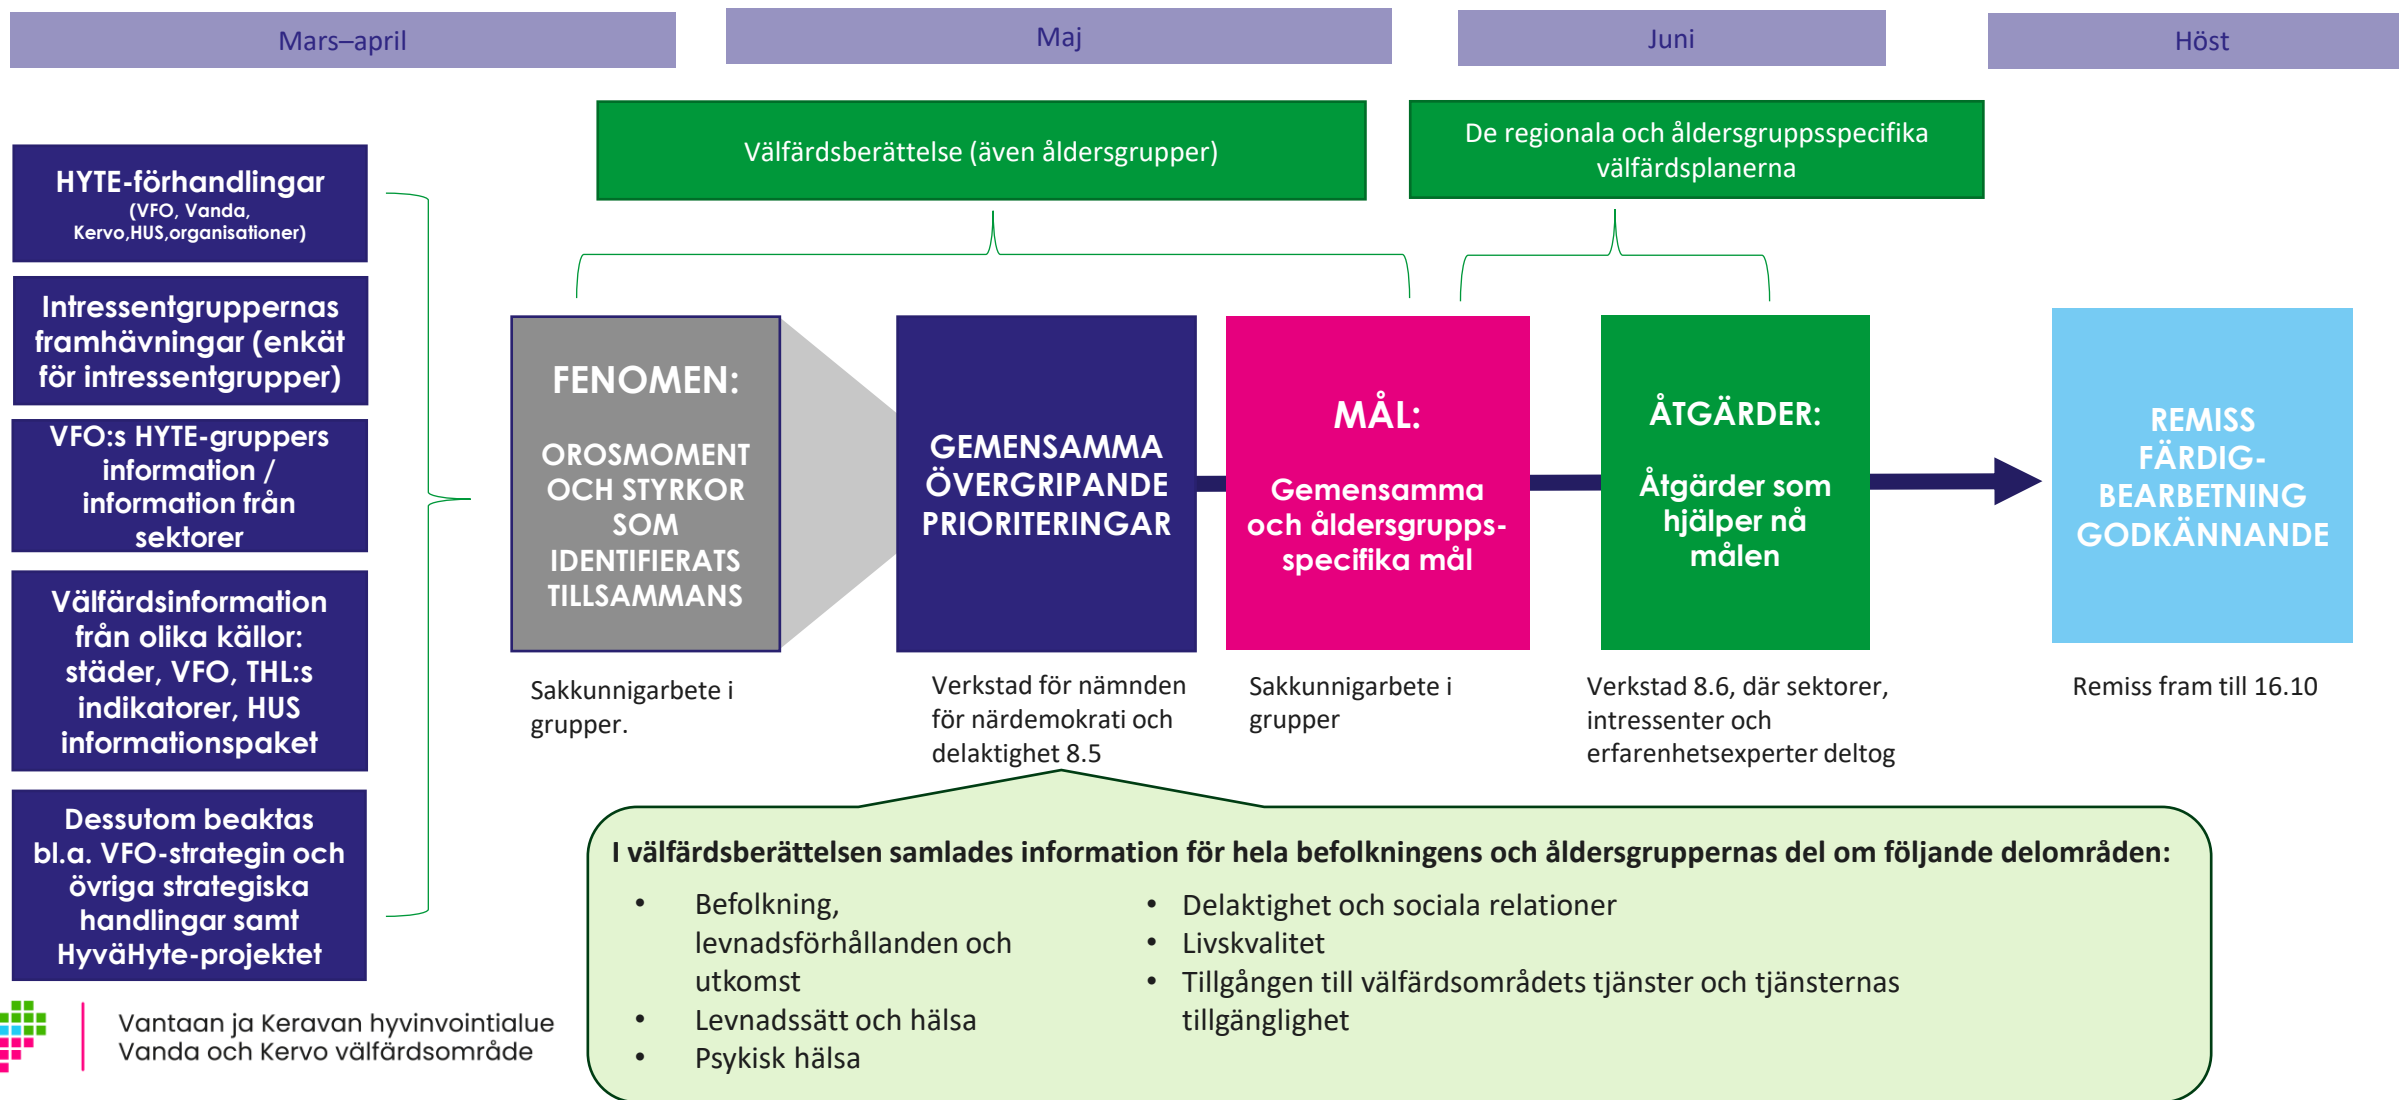 Mars–april
Maj
Juni
Höst
Välfärdsberättelse (även åldersgrupper)
De regionala och åldersgruppsspecifika
välfärdsplanerna
HYTE-förhandlingar
(VFO, Vanda,
Kervo,HUS,organisationer)
Intressentgruppernas
framhävningar (enkät
för intressentgrupper)
VFO:s HYTE-gruppers
information /
information från
sektorer
Välfärdsinformation
från olika källor:
städer, VFO, THL:s
indikatorer, HUS
informationspaket
Dessutom beaktas
bl.a. VFO-strategin och
övriga strategiska
handlingar samt
HyväHyte-projektet
FENOMEN:
OROSMOMENT
OCH STYRKOR
SOM
IDENTIFIERATS
TILLSAMMANS
Sakkunnigarbete i
grupper.
GEMENSAMMA
ÖVERGRIPANDE
PRIORITERINGAR
Verkstad för nämnden
för närdemokrati och
delaktighet 8.5
MÅL:
Gemensamma
och åldersgrupps-
specifika mål
Sakkunnigarbete i
grupper
ÅTGÄRDER:
Åtgärder som
hjälper nå
målen
Verkstad 8.6, där sektorer,
intressenter och
erfarenhetsexperter deltog
REMISS
FÄRDIG-
BEARBETNING
GODKÄNNANDE
Remiss fram till 16.10
I välfärdsberättelsen samlades information för hela befolkningens och åldersgruppernas del om följande delområden:
• Befolkning,
levnadsförhållanden och
utkomst
• Levnadssätt och hälsa
• Psykisk hälsa
• Delaktighet och sociala relationer
• Livskvalitet
• Tillgången till välfärdsområdets tjänster och tjänsternas
tillgänglighet
Vantaan ja Keravan hyvinvointialue
Vanda och Kervo välfärdsområde